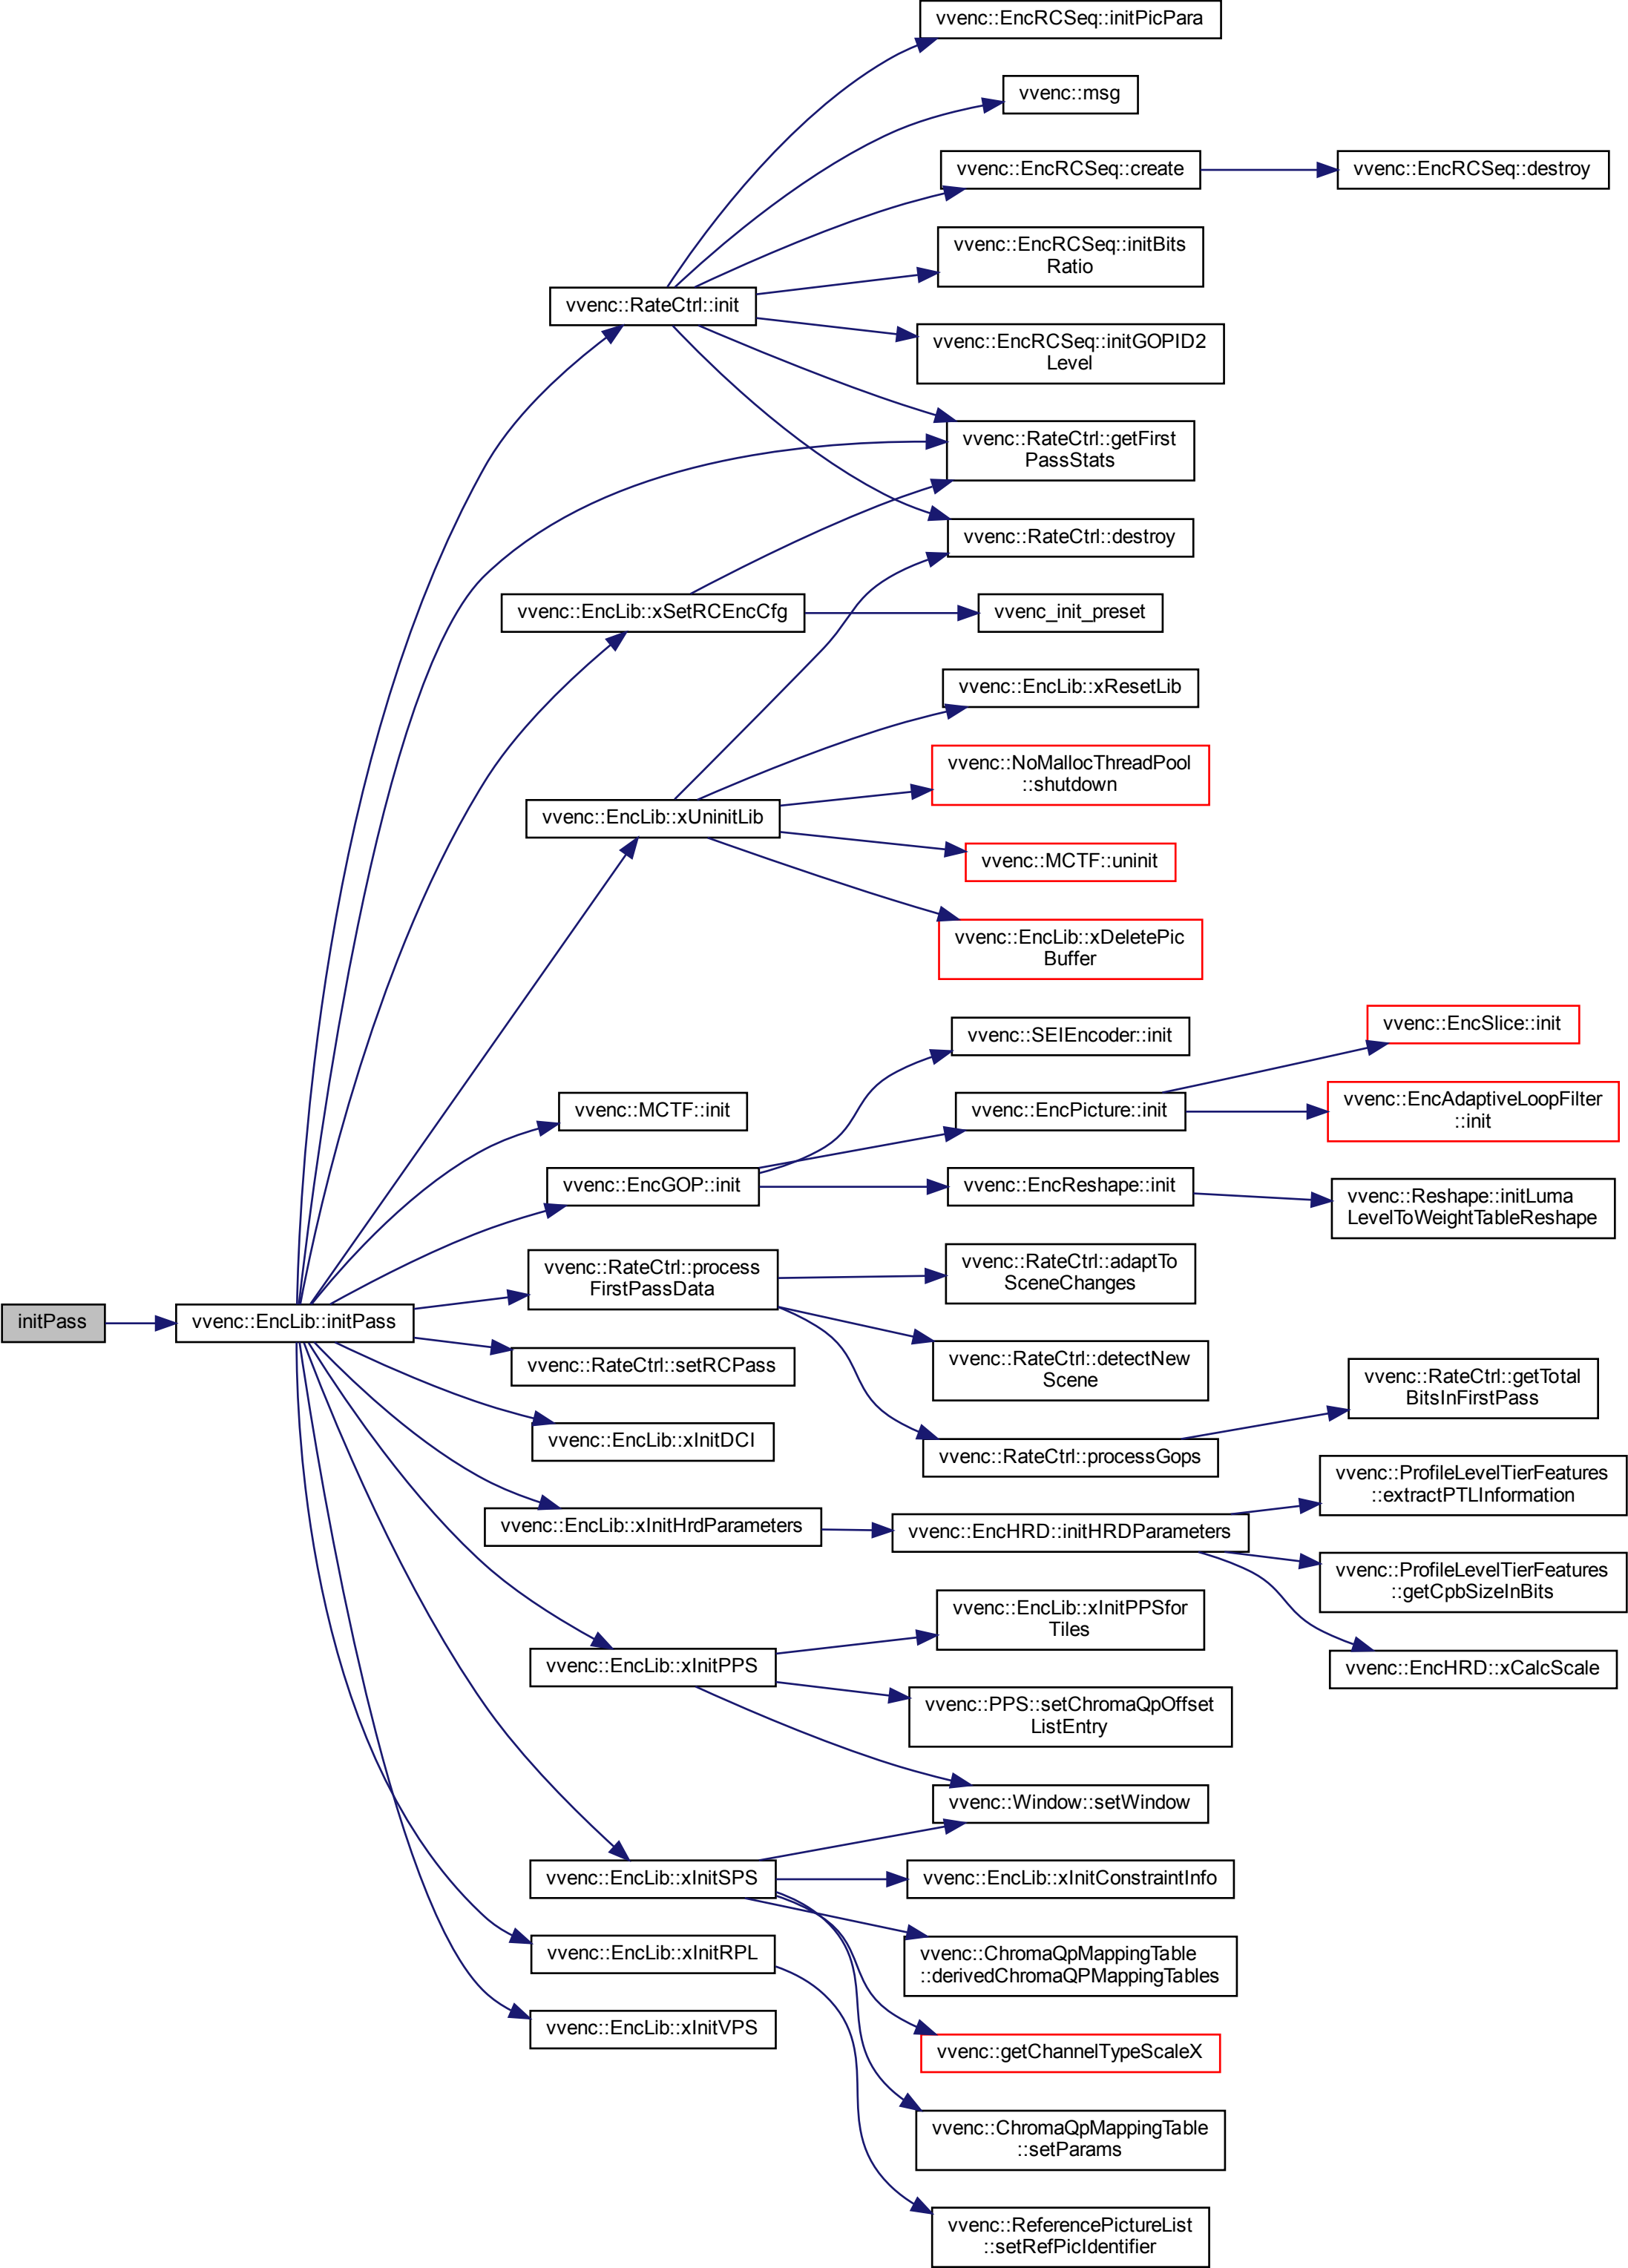 vvenc::EncRCSeq::initPicPara
vvenc::msg
vvenc::EncRCSeq::create
vvenc::EncRCSeq::destroy
vvenc::EncRCSeq::initBits
Ratio
vvenc::RateCtrl::init
vvenc::EncRCSeq::initGOPID2
Level
vvenc::RateCtrl::getFirst
PassStats
vvenc::RateCtrl::destroy
vvenc::EncLib::xSetRCEncCfg
vvenc_init_preset
vvenc::EncLib::xResetLib
vvenc::NoMallocThreadPool
::shutdown
vvenc::EncLib::xUninitLib
vvenc::MCTF::uninit
vvenc::EncLib::xDeletePic
Buffer
vvenc::EncSlice::init
vvenc::SEIEncoder::init
vvenc::MCTF::init
vvenc::EncPicture::init
vvenc::EncAdaptiveLoopFilter
::init
vvenc::EncGOP::init
vvenc::EncReshape::init
vvenc::Reshape::initLuma
LevelToWeightTableReshape
vvenc::RateCtrl::process
FirstPassData
vvenc::RateCtrl::adaptTo
SceneChanges
initPass
vvenc::EncLib::initPass
vvenc::RateCtrl::setRCPass
vvenc::RateCtrl::detectNew
Scene
vvenc::RateCtrl::getTotal
BitsInFirstPass
vvenc::EncLib::xInitDCI
vvenc::RateCtrl::processGops
vvenc::ProfileLevelTierFeatures
::extractPTLInformation
vvenc::EncLib::xInitHrdParameters
vvenc::EncHRD::initHRDParameters
vvenc::ProfileLevelTierFeatures
::getCpbSizeInBits
vvenc::EncLib::xInitPPSfor
Tiles
vvenc::EncLib::xInitPPS
vvenc::EncHRD::xCalcScale
vvenc::PPS::setChromaQpOffset
ListEntry
vvenc::Window::setWindow
vvenc::EncLib::xInitSPS
vvenc::EncLib::xInitConstraintInfo
vvenc::EncLib::xInitRPL
vvenc::ChromaQpMappingTable
::derivedChromaQPMappingTables
vvenc::EncLib::xInitVPS
vvenc::getChannelTypeScaleX
vvenc::ChromaQpMappingTable
::setParams
vvenc::ReferencePictureList
::setRefPicIdentifier